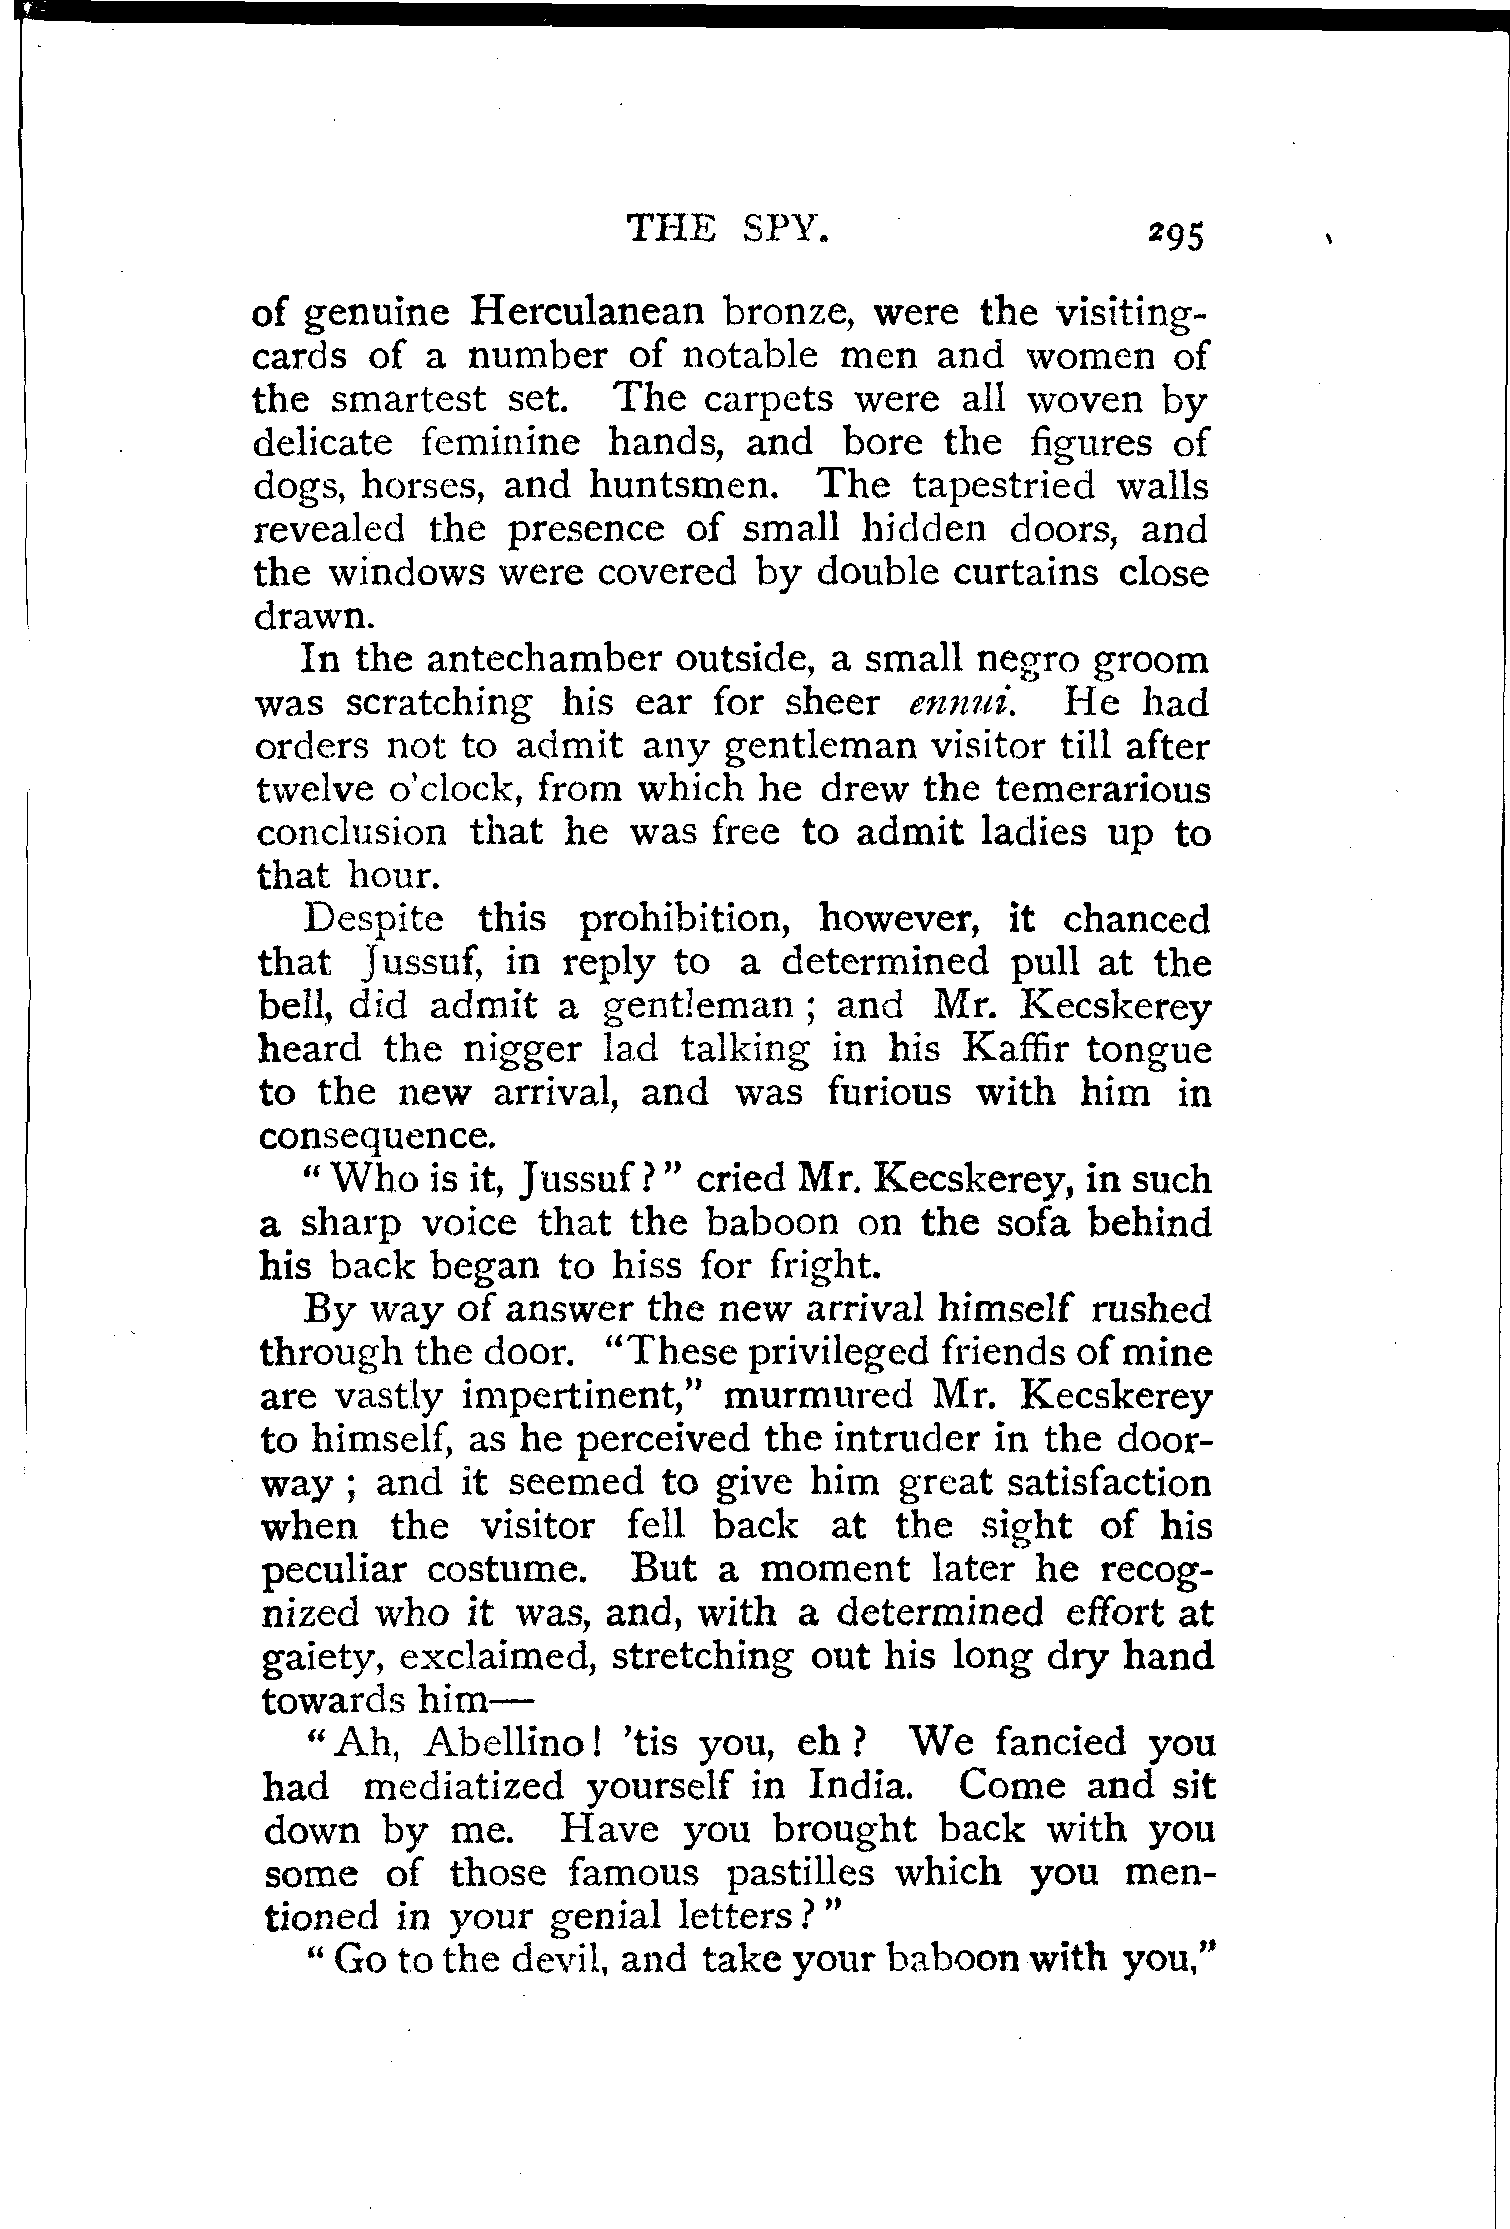 THE SPY. 295
of genuine Herculanean bronze, were the visiting-
cards of a number of notable men and women of
the smartest set. The carpets were all woven by
delicate feminine hands, and bore the figures of
dogs, horses, and huntsmen. The tapestried walls
revealed the presence of small hidden doors, and
the windows were covered by double curtains close
drawn.
In the antechamber outside, a small negro groom
was scratching his ear for sheer ennui. He had
orders not to admit any gentleman visitor till after
twelve o'clock, from which he drew the temerarious
conclusion that he was free to admit ladies up to
that hour.
Despite this prohibition, however, it chanced
that Jussuf, in reply to a determined pull at the
bell, did admit a gentleman ; and Mr. Kecskerey
heard the nigger lad talking in his Kaffir tongue
to the new arrival, and was furious with him in
consequence.
“ Who is it, Jussuf ? ” cried Mr. Kecskerey, in such
a sharp voice that the baboon on the sofa behind
his back began to hiss for fright.
By way of answer the new arrival himself rushed
through the door. “These privileged friends of mine
are vastly impertinent,” murmured Mr. Kecskerey
to himself, as he perceived the intruder in the door-
way ; and it seemed to give him great satisfaction
when the visitor fell back at the sight of his
peculiar costume. But a moment later he recog-
nized who it was, and, with a determined effort at
gaiety, exclaimed, stretching out his long dry hand
towards him—
“ Ah, Abellino ! ’tis you, eh ? We fancied you
had mediatized yourself in India. Come and sit
down by me. Have you brought back with you
some of those famous pastilles which you men-
tioned in your genial letters ? ”
“ Go to the devil, and take your baboon with you,”